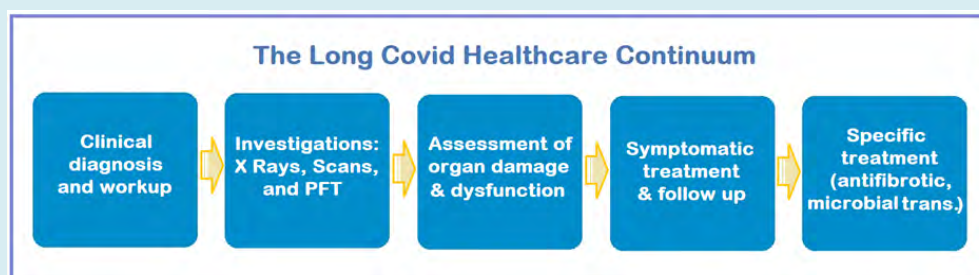 The Long Covid Healthcare Continuum
Clinical
diagnosis
and workup
Investigations:
X Rays, Scans,
and PFT
Assessment of
organ damage
& dysfunction
Symptomatic
treatment
& follow up
Specific
treatment
(antifibrotic,
microbial trans.)